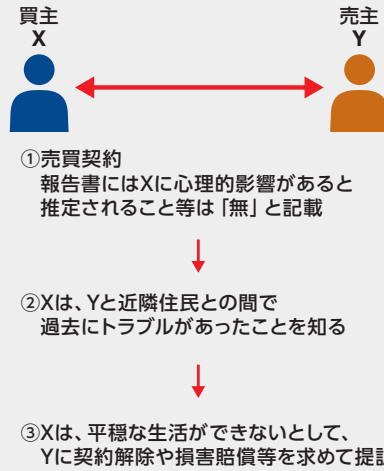 買主
X
売主
Y
①売買契約
報告書にはXに心理的影響があると
推定されること等は「無」と記載
②Xは、Yと近隣住民との間で
過去にトラブルがあったことを知る
③Xは、平穏な生活ができないとして、
Yに契約解除や損害賠償等を求めて提訴